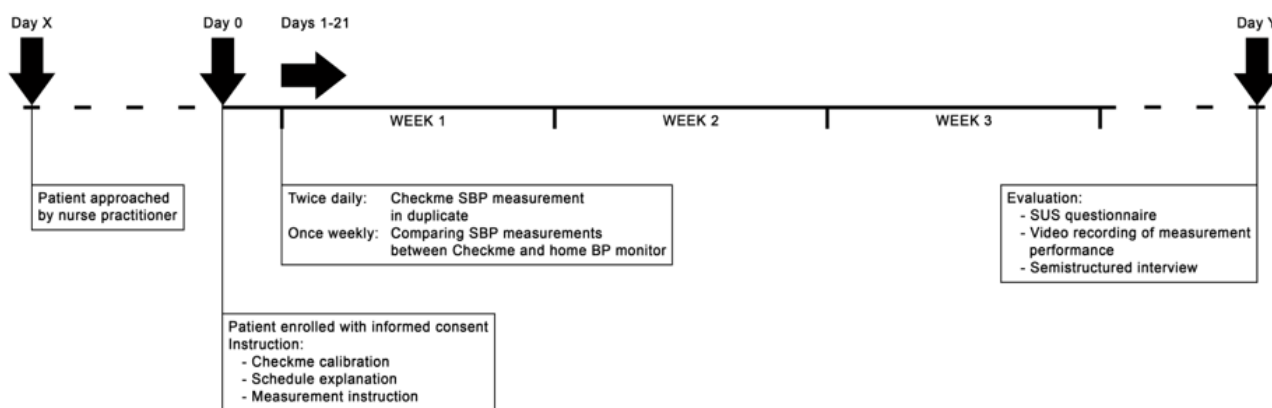 Day X
Day 0
Days 1-21
Day Y
WEEK 1
WEEK 2
WEEK 3
Patient approached
by nurse practitioner
Twice daily: Checkme SBP measurement
in duplicate
Once weekly: Comparing SBP measurements
between Checkme and home BP monitor
Evaluation:
- SUS questionnaire
- Video recording of measurement
performance
- Semistructured interview
Patient enrolled with informed consent
Instruction:
- Checkme calibration
- Schedule explanation
- Measurement instruction